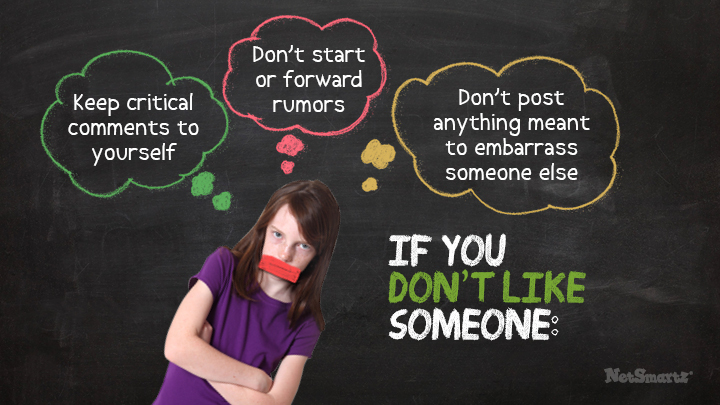 Keep critical
comments to
yourself
Don't start
or forward
rumors
Don't post
anything meant
to embarrass
someone else
IF YOU
DON'T LIKE
SOMEONE:
NetSmartz®